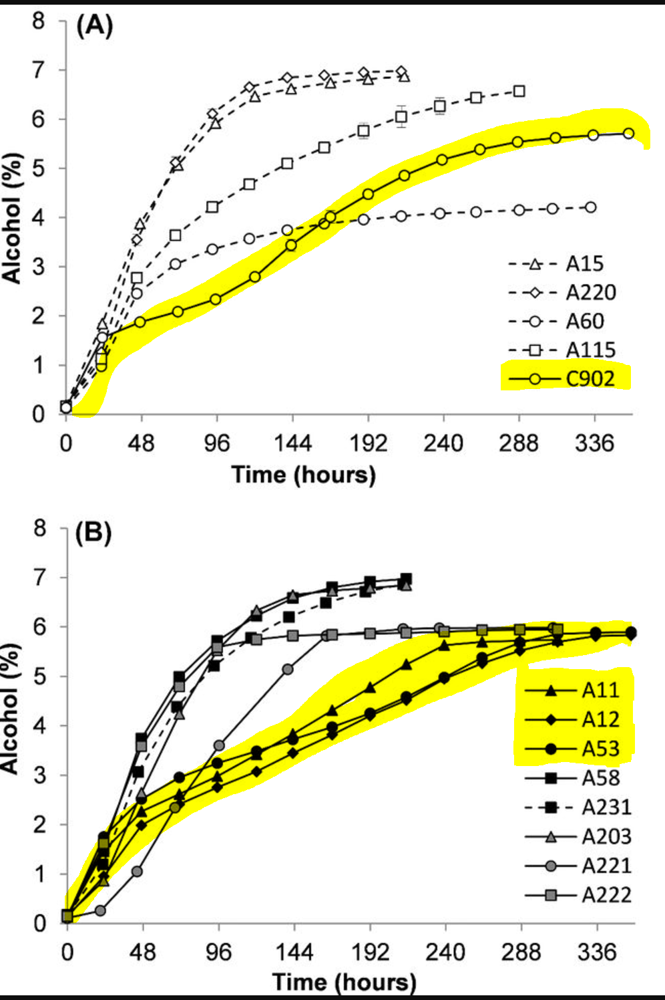 (A)
8
7
6
5
4
3
2
1
0
Alcohol (%)
A15
A220
A60
A115
C902
0 48 96 144 192 240 288 336
Time (hours)
(B)
8
7
6
5
4
3
2
1
0
Alcohol (%)
A11
A12
A53
A58
A231
A203
A221
A222
0 48 96 144 192 240 288 336
Time (hours)